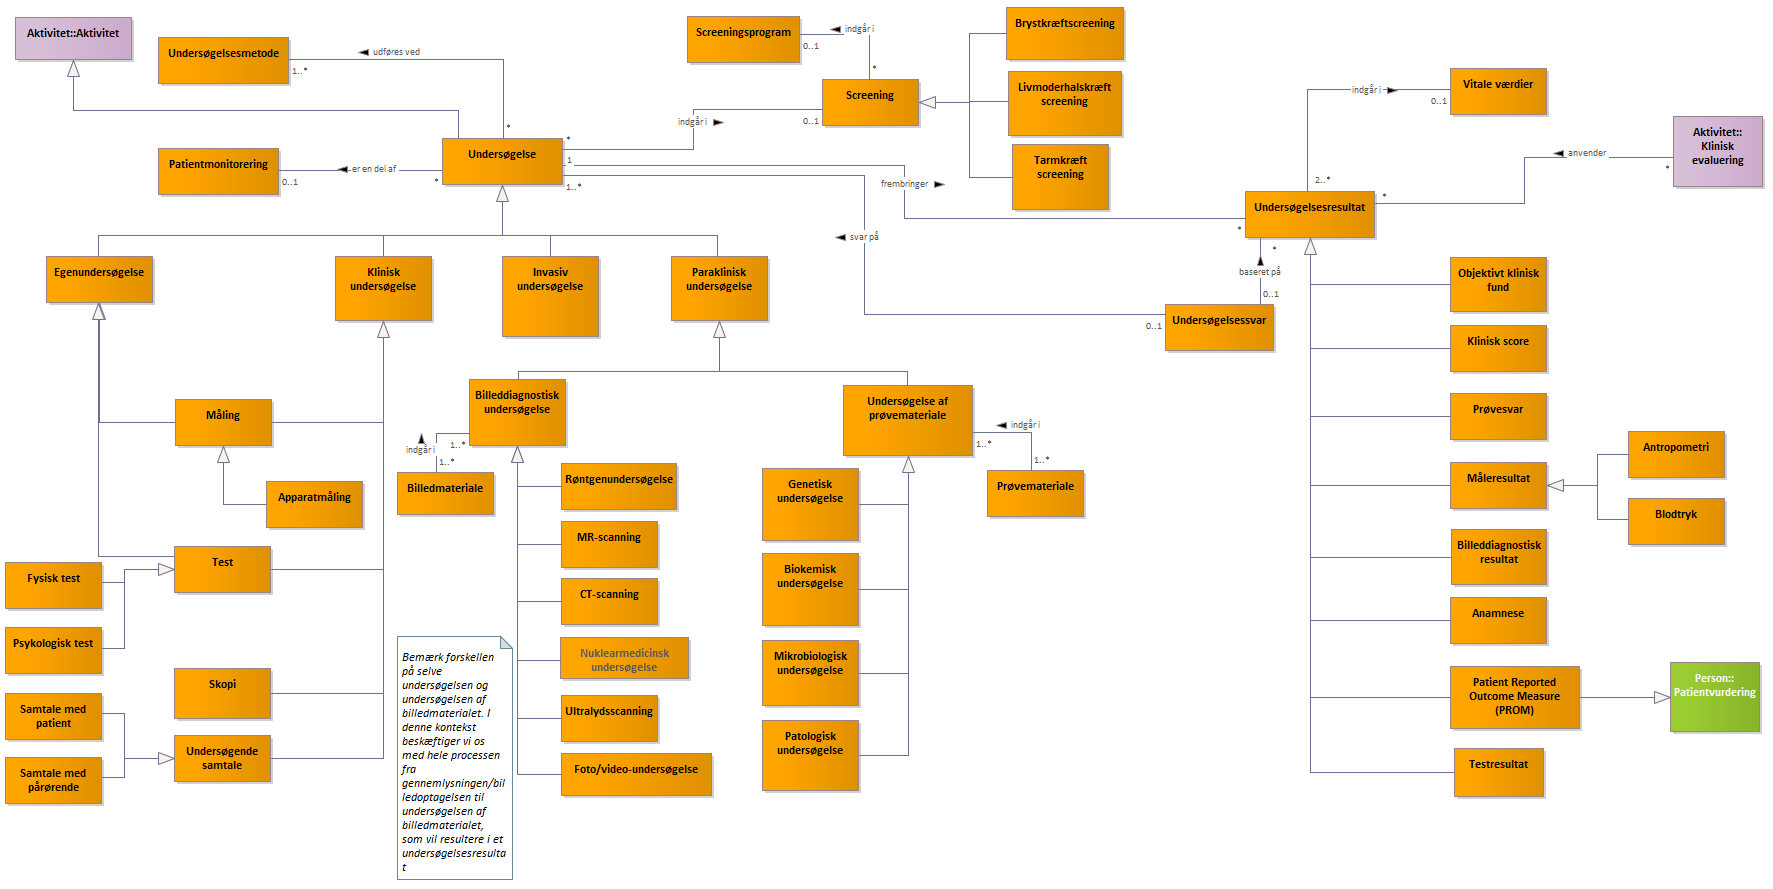 Aktivitet::Aktivitet
Undersøgelsesmetode
udføres ved
1..*
*
Screeningsprogram
indgår i
0..1
*
Screening
indgår i
0..1
*
Brystkræftscreening
Livmoderhalskræft
screening
Tarmkræft
screening
Vitale værdier
indgår i
0..1
2..*
Aktivitet::
Klinisk
evaluering
anvender
*
*
Patientmonitorering
er en del af
0..1
*
Undersøgelse
1
1..*
frembringer
*
Undersøgelsesresultat
svar på
0..1
*
baseret på
0..1
Undersøgelsessvar
Egenundersøgelse
Klinisk
undersøgelse
Invasiv
undersøgelse
Paraklinisk
undersøgelse
Objektivt klinisk
fund
Klinisk score
Prøvesvar
Måleresultat
Antropometri
Blodtryk
Billeddiagnostisk
resultat
Anamnese
Patient Reported
Outcome Measure
(PROM)
Person::
Patientvurdering
Testresultat
Måling
Apparatmåling
Test
Fysisk test
Psykologisk test
Skopi
Samtale med
patient
Undersøgende
samtale
Samtale med
pårørende
Billeddiagnostisk
undersøgelse
indgår i
1..*
1..*
Billedmateriale
Røntgenundersøgelse
MR-scanning
CT-scanning
Nuklearmedicinsk
undersøgelse
Ultralydsscanning
Foto/video-undersøgelse
Undersøgelse af
prøvemateriale
indgår i
1..*
1..*
Prøvemateriale
Genetisk
undersøgelse
Biokemisk
undersøgelse
Mikrobiologisk
undersøgelse
Patologisk
undersøgelse
Bemærk forskellen
på selve
undersøgelsen og
undersøgelsen af
billedmaterialet. I
denne kontekst
beskæftiger vi os
med hele processen
fra
gennemlysningen/bil
ledoptagelsen til
undersøgelsen af
billedmaterialet,
som vil resultere i et
undersøgelsesresulta
t